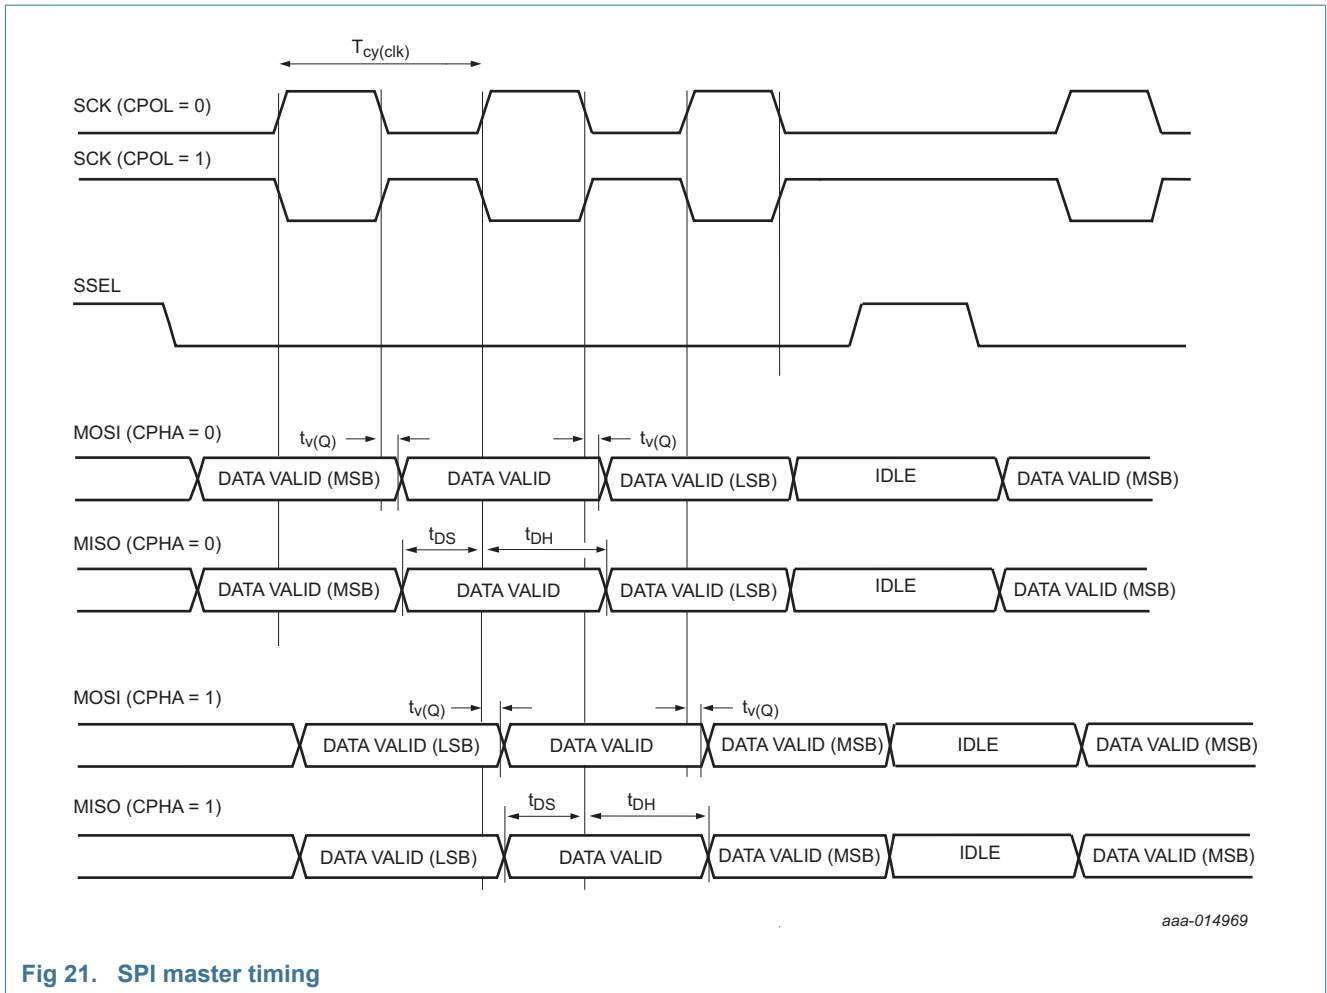 Tcy(clk)
SCK (CPOL = 0)
SCK (CPOL = 1)
SSEL
MOSI (CPHA = 0)
tv(Q) tv(Q)
DATA VALID (MSB) DATA VALID DATA VALID (LSB) IDLE DATA VALID (MSB)
MISO (CPHA = 0)
tDS tDH
DATA VALID (MSB) DATA VALID DATA VALID (LSB) IDLE DATA VALID (MSB)
MOSI (CPHA = 1)
tv(Q) tv(Q)
DATA VALID (LSB) DATA VALID DATA VALID (MSB) IDLE DATA VALID (MSB)
MISO (CPHA = 1)
tDS tDH
DATA VALID (LSB) DATA VALID DATA VALID (MSB) IDLE DATA VALID (MSB)
aaa-014969
Fig 21. SPI master timing